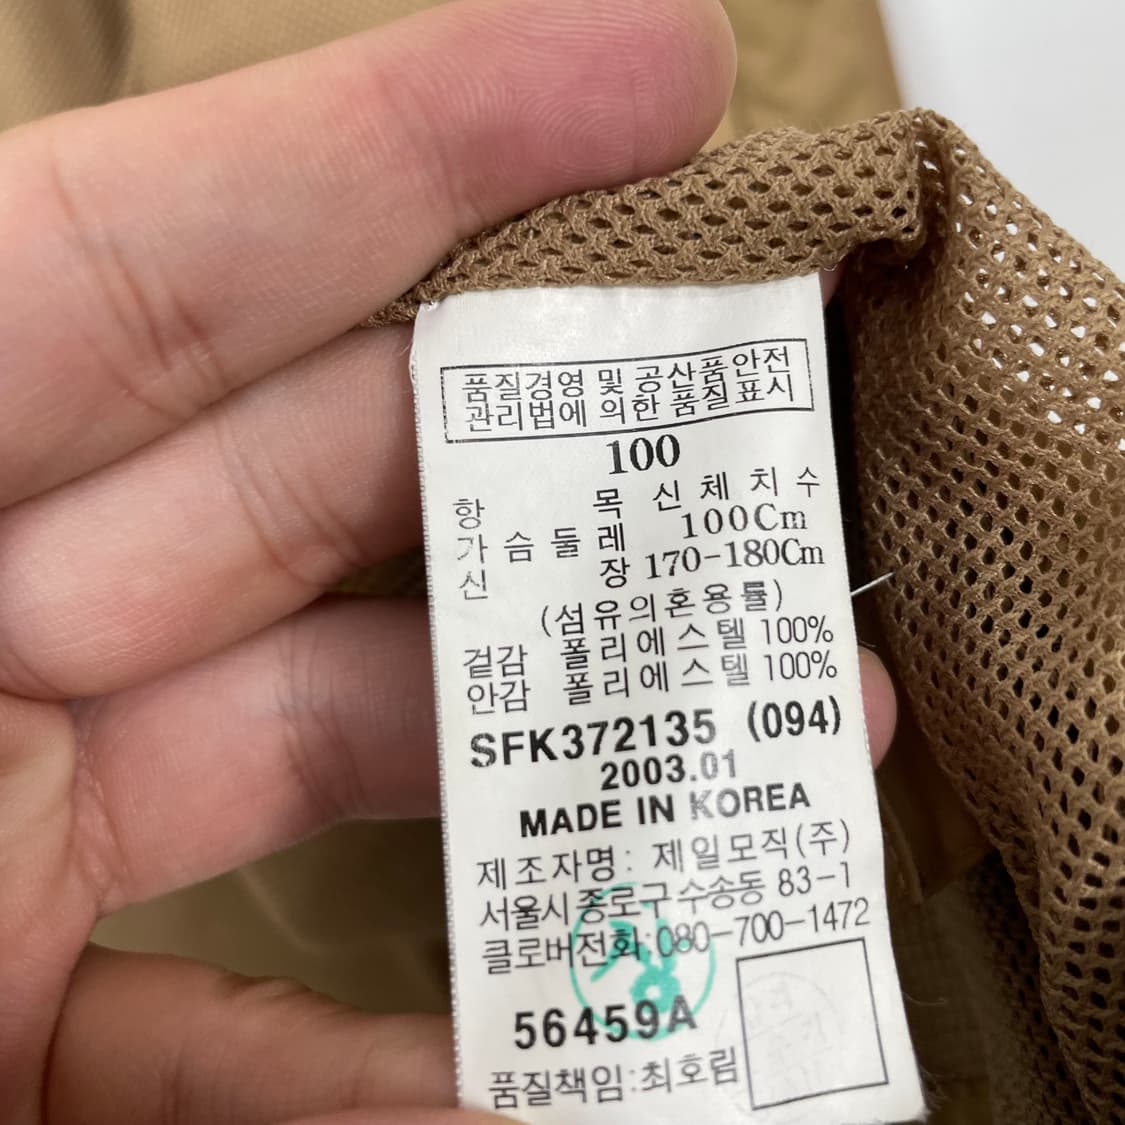 품질경영 및 공산품안전
관리법에 의한 품질표시
100
항 목 신체치수
가슴둘레 100Cm
신 장 170-180Cm
(섬유의혼용률)
겉감 폴리에스텔 100%
안감 폴리에스텔 100%
SFK372135 (094)
2003.01
MADE IN KOREA
제조자명: 제일모직(주)
서울시종로구수송동 83-1
클로버전화:080-700-1472
56459A
품질책임:최호림